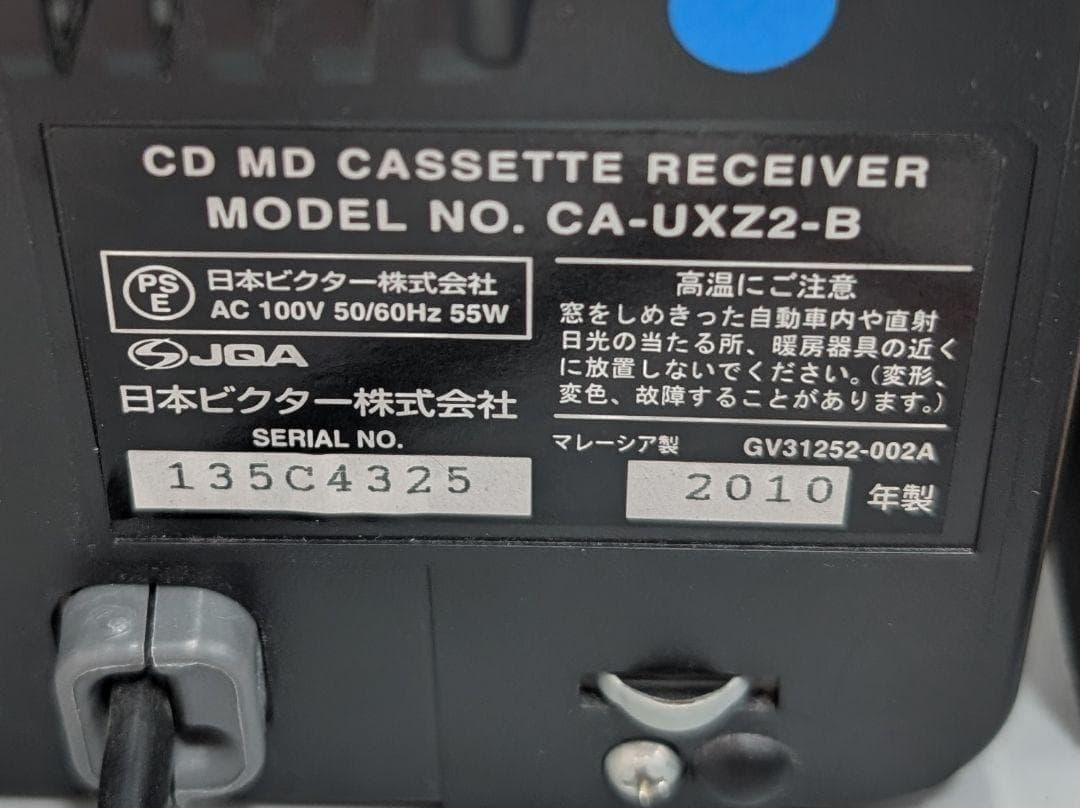 CD MD CASSETTE RECEIVER
MODEL NO. CA-UXZ2-B
PS
E
日本ビクター株式会社
AC 100V 50/60Hz 55W
JQA
日本ビクター株式会社
SERIAL NO.
135C4325
高温にご注意
窓をしめきった自動車内や直射
日光の当たる所、暖房器具の近く
に放置しないでください。(変形、
変色、故障することがあります。)
マレーシア製 GV31252-002A
2010 年製